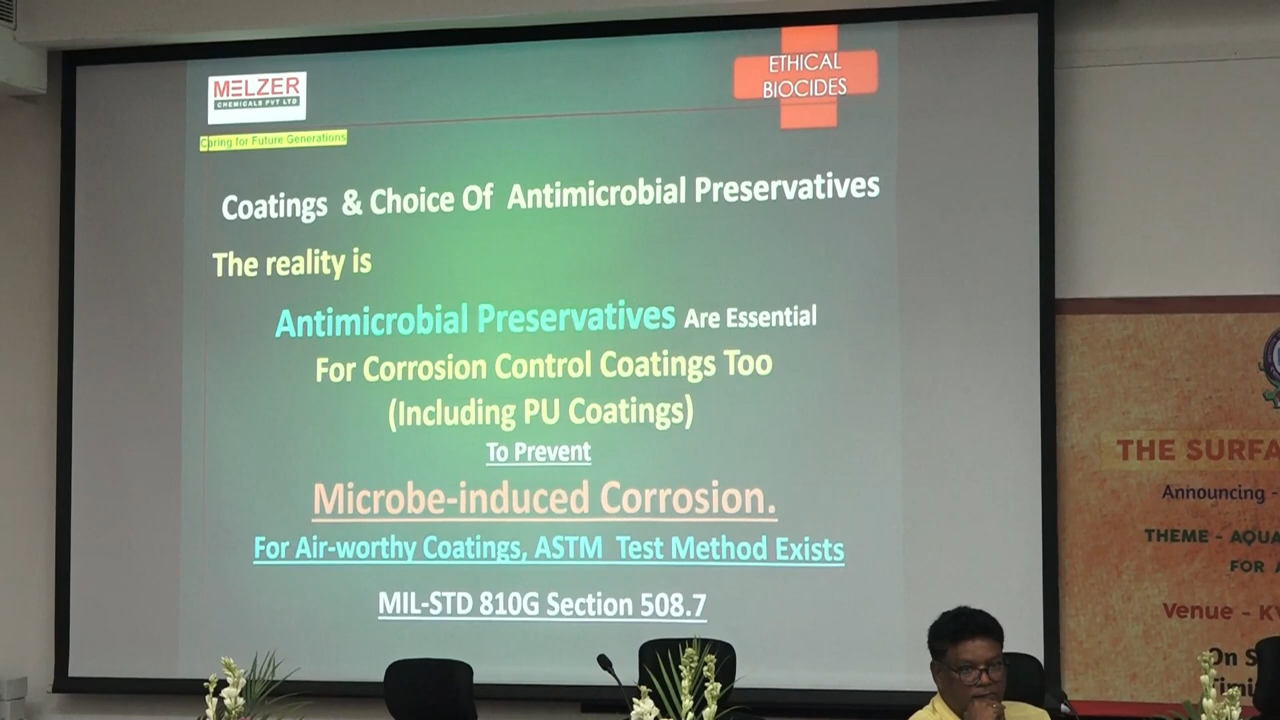 MELZER
CHEMICALS PVT LTD
Caring for Future Generations
ETHICAL
BIOCIDES
Coatings & Choice Of Antimicrobial Preservatives
The reality is
Antimicrobial Preservatives Are Essential
For Corrosion Control Coatings Too
(Including PU Coatings)
To Prevent
Microbe-induced Corrosion.
For Air-worthy Coatings, ASTM Test Method Exists
MIL-STD 810G Section 508.7
THE SURFA
Announcing -
THEME - AQUA
FOR
Venue - K
On S